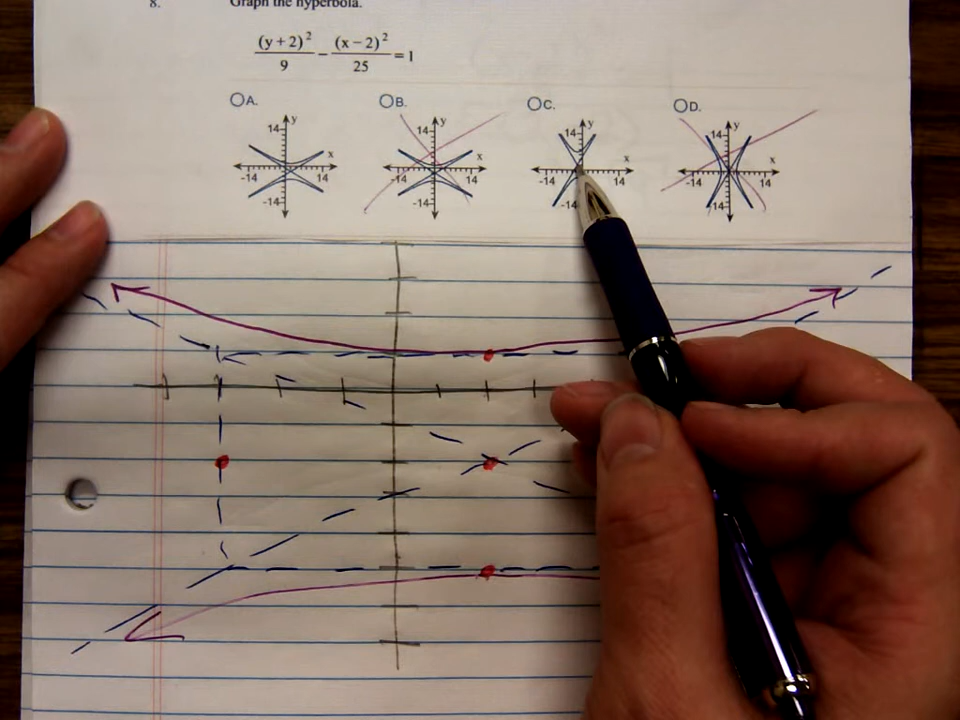 8. Graph the hyperbola.
(y + 2)² / 9 − (x − 2)² / 25 = 1
A. B. C. D.
14 y x -14 14 -14
14 y x -14 14 -14
14 y x -14 14 -14
14 y x -14 14 -14